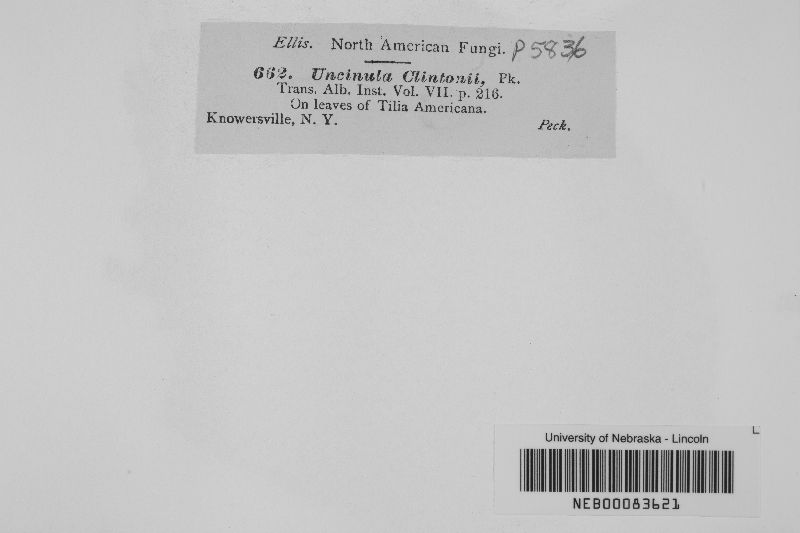 Ellis. North American Fungi. P5836
662. Uncinula Clintonii, Pk.
Trans. Alb. Inst. Vol. VII. p. 216.
On leaves of Tilia Americana.
Knowersville, N. Y. Peck.
University of Nebraska - Lincoln
NEB00083621